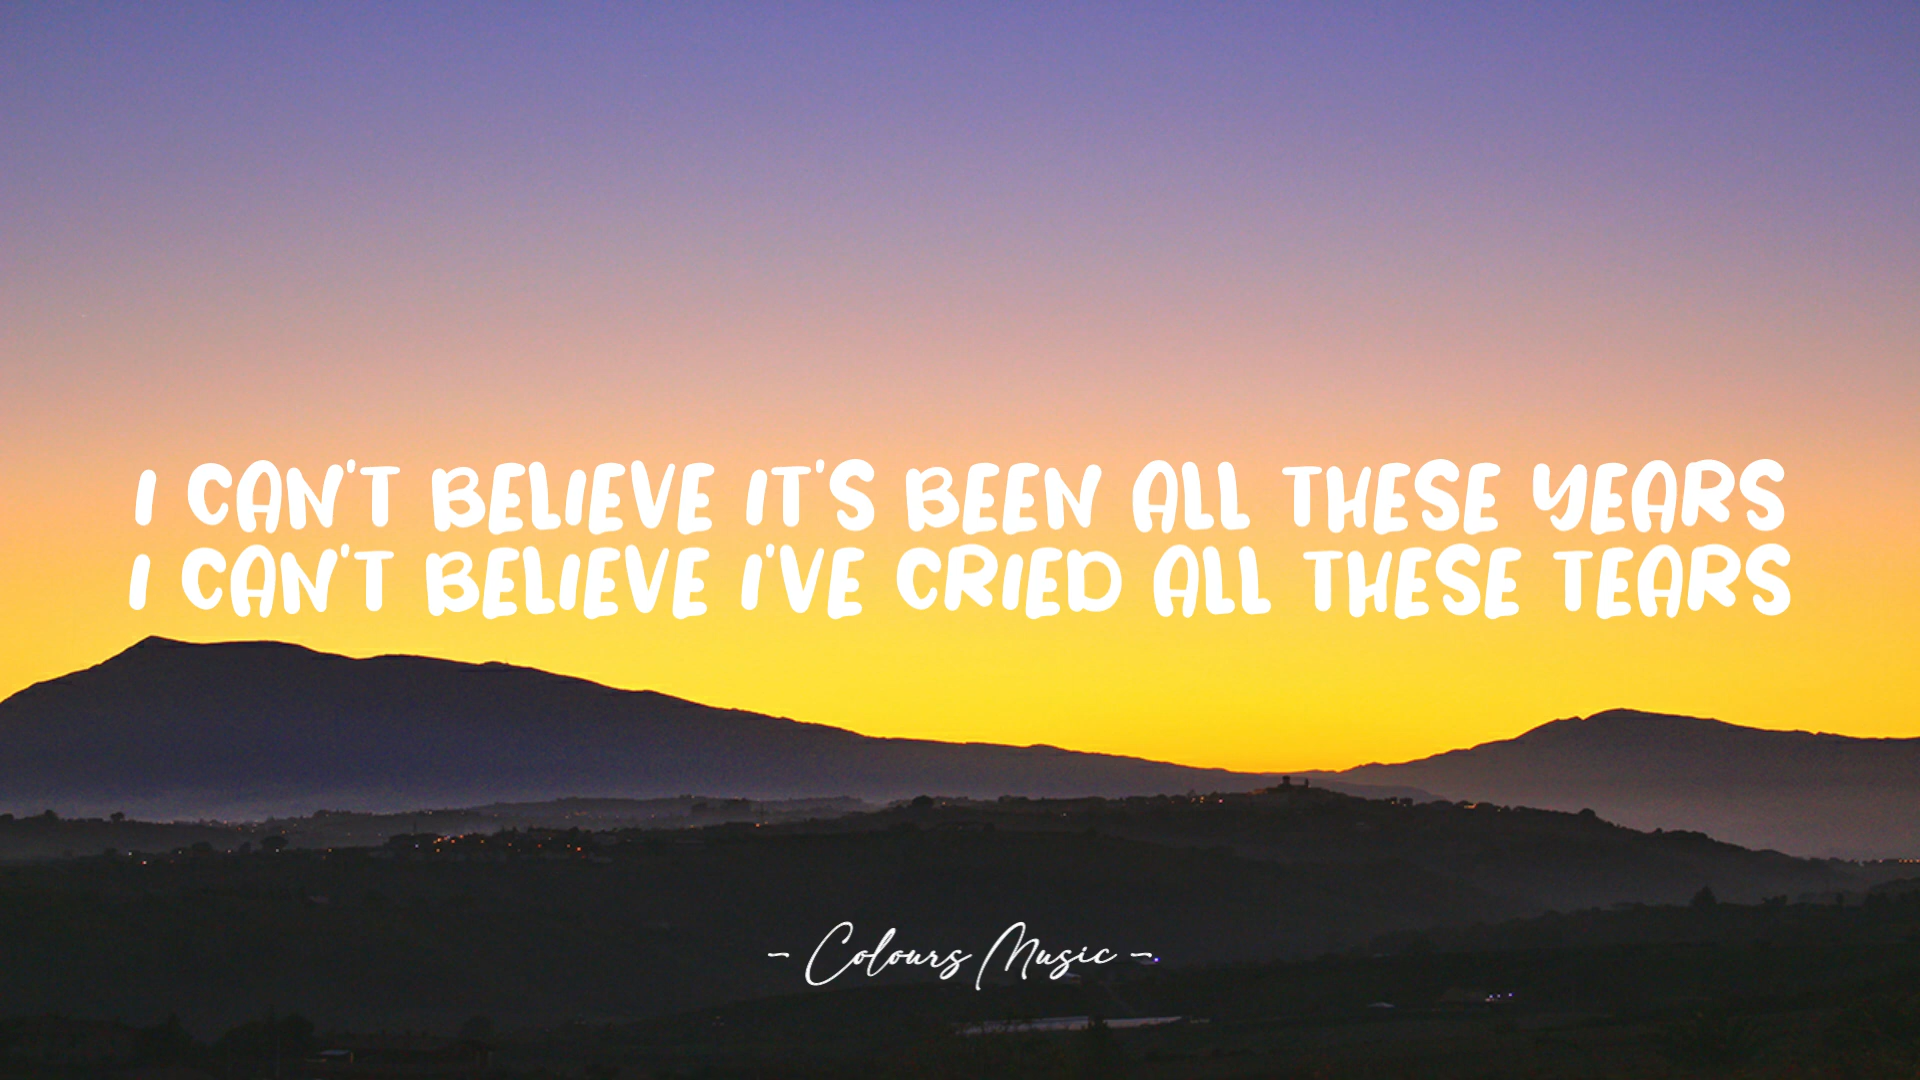 I CAN'T BELIEVE IT'S BEEN ALL THESE YEARS
I CAN'T BELIEVE I'VE CRIED ALL THESE TEARS
- Colours Music -